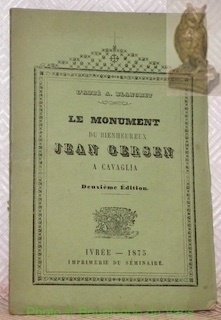 L'ABBÉ A. BLANCHET
LE MONUMENT
DU BIENHEUREUX
JEAN GERSEN
A CAVAGLIA
Deuxième Édition.
IVRÉE — 1875
IMPRIMERIE DU SÉMINAIRE.